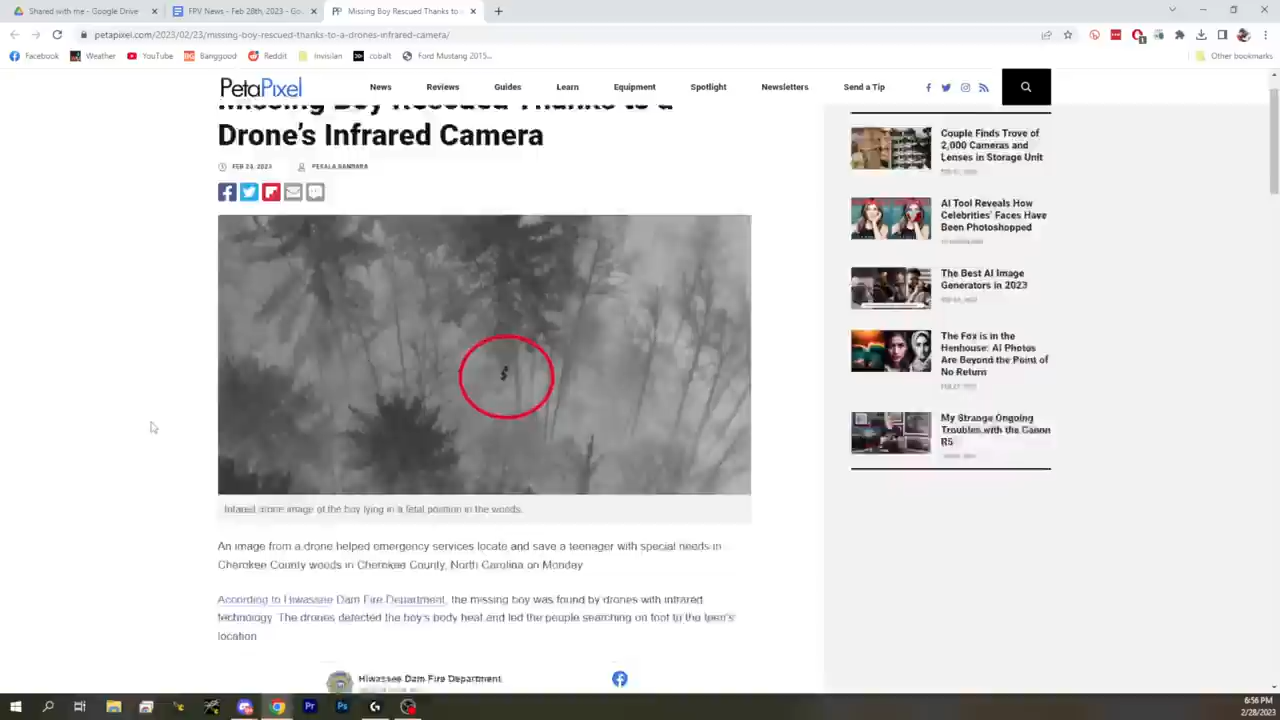 Shared with me - Google Drive
FPV News - Feb 28th, 2023 - Go
Missing Boy Rescued Thanks to
petapixel.com/2023/02/23/missing-boy-rescued-thanks-to-a-drones-infrared-camera/
Facebook
Weather
YouTube
Banggood
Reddit
invisilan
cobalt
Ford Mustang 2015...
Other bookmarks
PetaPixel
News
Reviews
Guides
Learn
Equipment
Spotlight
Newsletters
Send a Tip
Missing Boy Rescued Thanks to a
Drone's Infrared Camera
FEB 23, 2023
PESALA BANDARA
Infrared drone image of the boy lying in a fetal position in the woods.
An image from a drone helped emergency services locate and save a teenager with special needs in
Cherokee County woods in Cherokee County, North Carolina on Monday
According to Hiwassee Dam Fire Department, the missing boy was found by drones with infrared
technology. The drones detected the boy's body heat and led the people searching on foot to the teen's
location
Hiwassee Dam Fire Department
Couple Finds Trove of
2,000 Cameras and
Lenses in Storage Unit
AI Tool Reveals How
Celebrities' Faces Have
Been Photoshopped
The Best AI Image
Generators in 2023
The Fox is in the
Henhouse: AI Photos
Are Beyond the Point of
No Return
My Strange Ongoing
Troubles with the Canon
R5
6:56 PM
2/28/2023